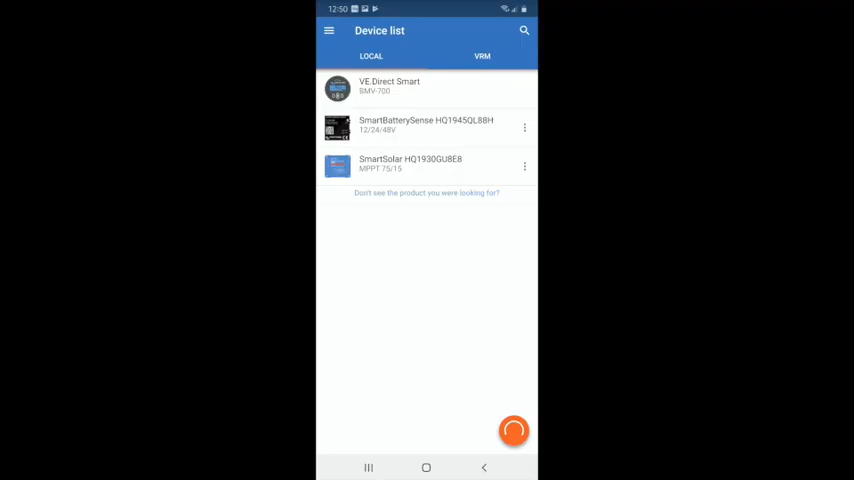 12:50
Device list
LOCAL
VRM
VE.Direct Smart
BMV-700
SmartBatterySense HQ1945QL88H
12/24/48V
SmartSolar HQ1930GU8E8
MPPT 75/15
Don't see the product you were looking for?